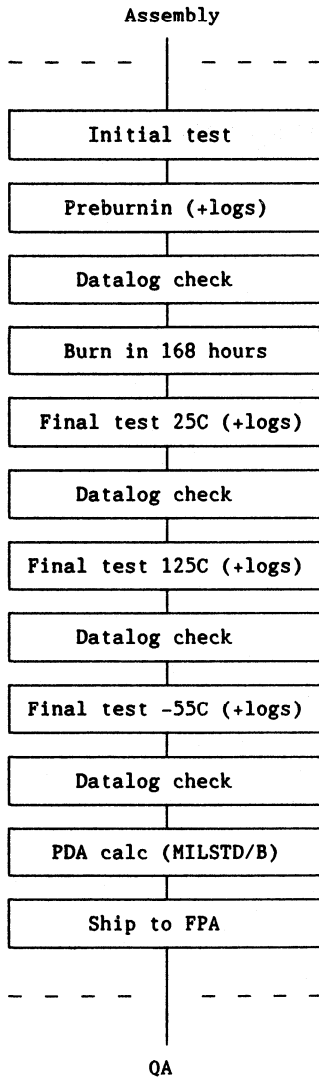 Assembly
Initial test
Preburnin (+logs)
Datalog check
Burn in 168 hours
Final test 25C (+logs)
Datalog check
Final test 125C (+logs)
Datalog check
Final test -55C (+logs)
Datalog check
PDA calc (MILSTD/B)
Ship to FPA
QA